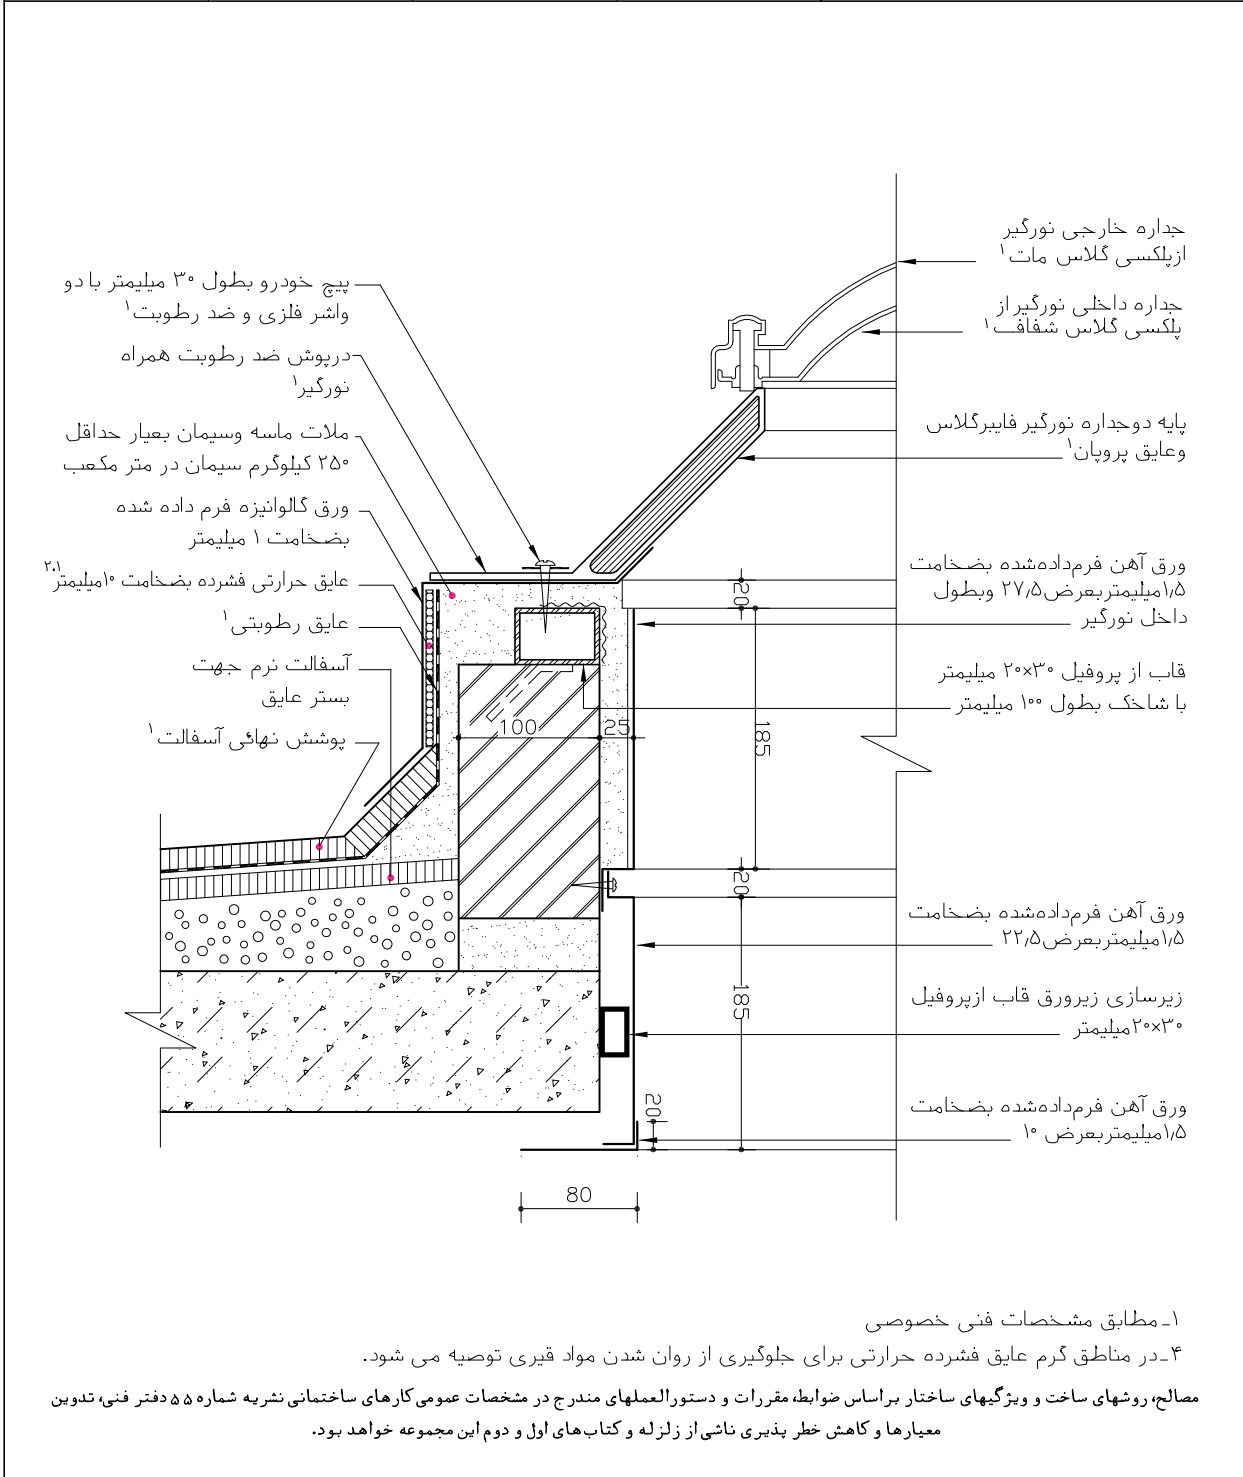 جداره خارجی نورگیر
ازپلکسی گلاس مات۱
جداره داخلی نورگیر از
پلکسی گلاس شفاف۱
پایه دوجداره نورگیر فایبرگلاس
وعایق پروپان۱
ورق آهن فرم‌داده‌شده بضخامت
۱٫۵میلیمتربعرض۲۷٫۵ وبطول
داخل نورگیر
قاب از پروفیل ۳۰×۲۰ میلیمتر
با شاخک بطول ۱۰۰ میلیمتر
ورق آهن فرم‌داده‌شده بضخامت
۱٫۵میلیمتربعرض۲۲٫۵
زیرسازی زیرورق قاب ازپروفیل
۳۰×۲۰میلیمتر
ورق آهن فرم‌داده‌شده بضخامت
۱٫۵میلیمتربعرض ۱۰
پیچ خودرو بطول ۳۰ میلیمتر با دو
واشر فلزی و ضد رطوبت۱
درپوش ضد رطوبت همراه
نورگیر۱
ملات ماسه وسیمان بعیار حداقل
۲۵۰ کیلوگرم سیمان در متر مکعب
ورق گالوانیزه فرم داده شده
بضخامت ۱ میلیمتر
عایق حرارتی فشرده بضخامت ۱۰میلیمتر۲،۱
عایق رطوبتی۱
آسفالت نرم جهت
بستر عایق
پوشش نهائی آسفالت۱
20
100
25
185
20
185
20
80
۱ـ مطابق مشخصات فنی خصوصی
۴ـ در مناطق گرم عایق فشرده حرارتی برای جلوگیری از روان شدن مواد قیری توصیه می شود.
مصالح، روشهای ساخت و ویژگیهای ساختار براساس ضوابط، مقررات و دستورالعملهای مندرج در مشخصات عمومی کارهای ساختمانی نشریه شماره ۵۵ دفتر فنی، تدوین
معیارها و کاهش خطر پذیری ناشی از زلزله و کتاب‌های اول و دوم این مجموعه خواهد بود.